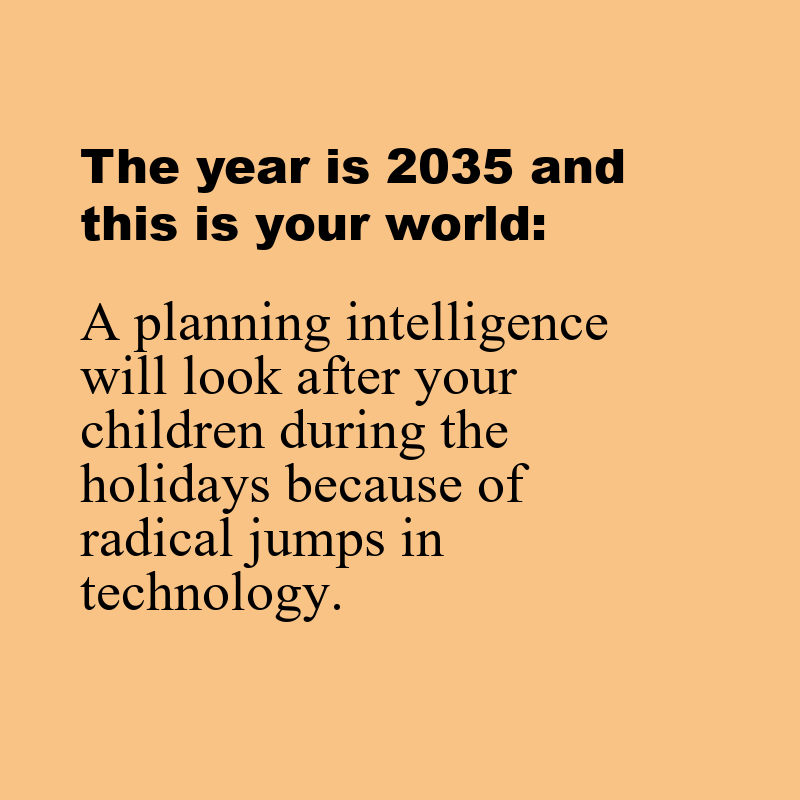 The year is 2035 and
this is your world:
A planning intelligence
will look after your
children during the
holidays because of
radical jumps in
technology.